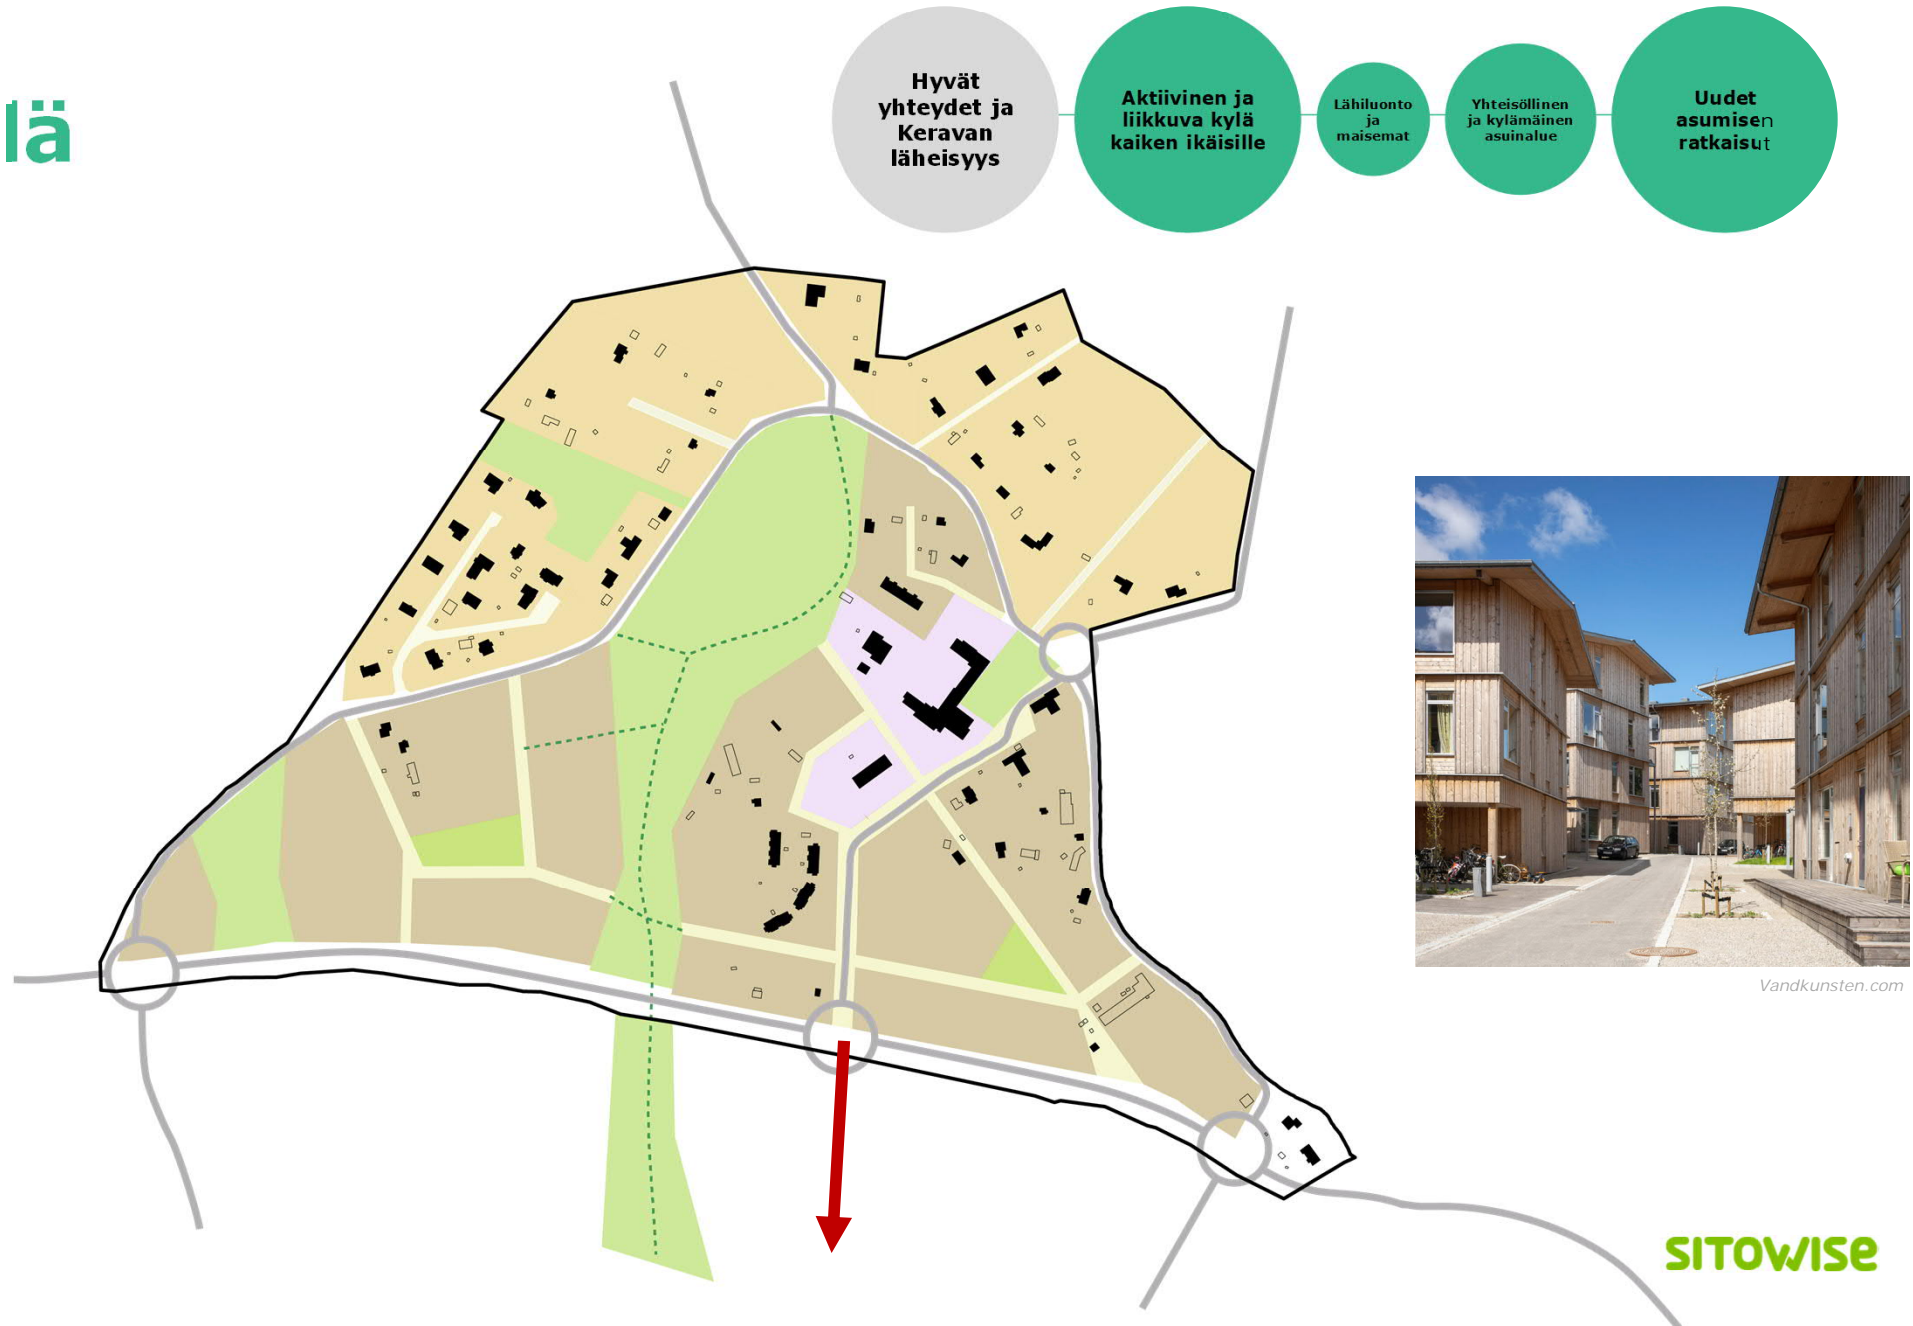 lä
Hyvät
yhteydet ja
Keravan
läheisyys
Aktiivinen ja
liikkuva kylä
kaiken ikäisille
Lähiluonto
ja
maisemat
Yhteisöllinen
ja kylämäinen
asuinalue
Uudet
asumisen
ratkaisut
Vandkunsten.com
SITOWISE